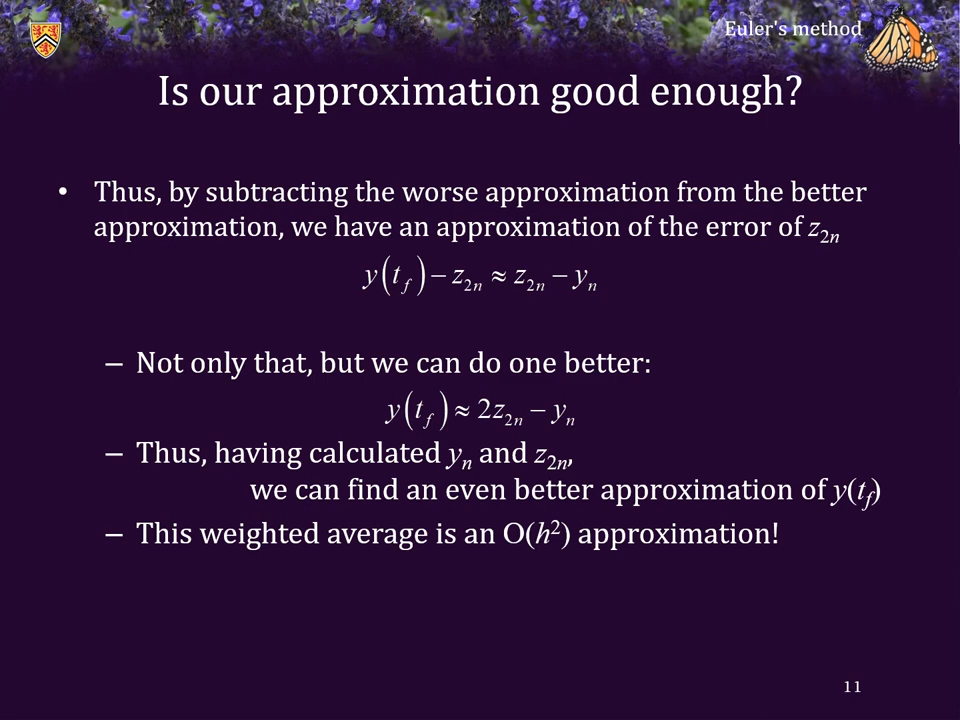 Euler's method
Is our approximation good enough?
• Thus, by subtracting the worse approximation from the better
approximation, we have an approximation of the error of z₂ₙ
y(t_f) − z₂ₙ ≈ z₂ₙ − yₙ
– Not only that, but we can do one better:
y(t_f) ≈ 2z₂ₙ − yₙ
– Thus, having calculated yₙ and z₂ₙ,
we can find an even better approximation of y(t_f)
– This weighted average is an O(h²) approximation!
11